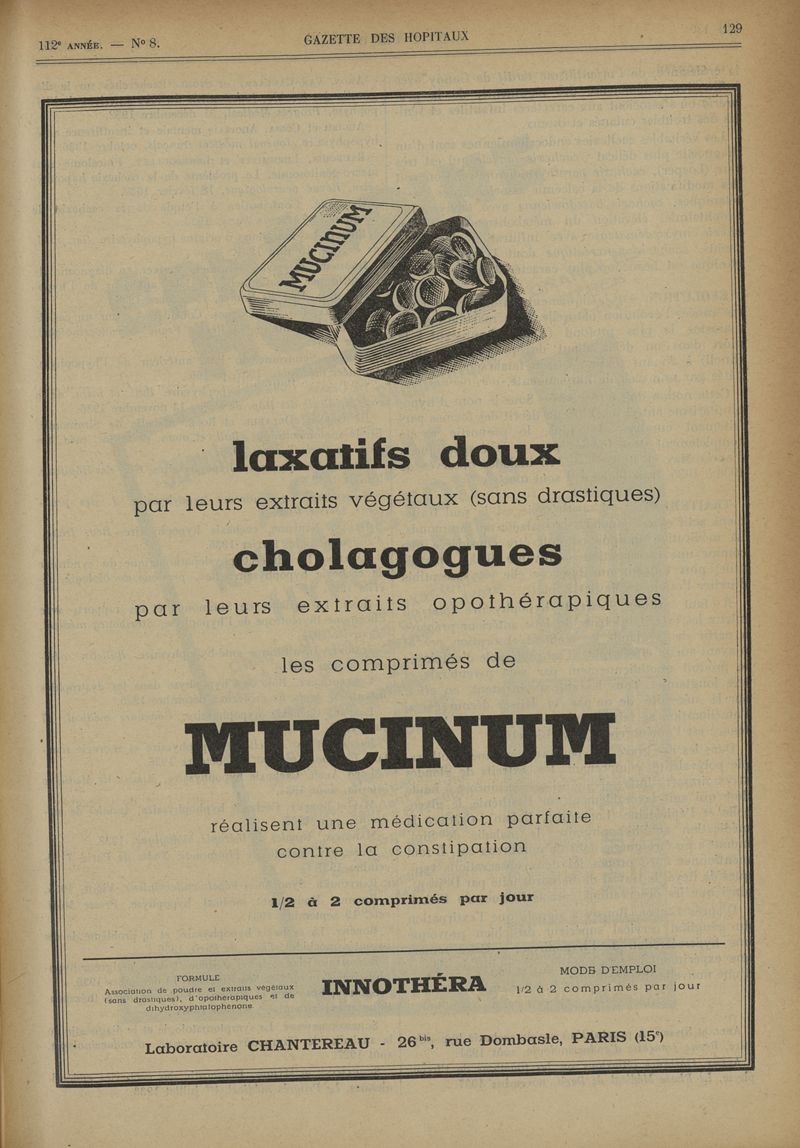 112e ANNÉE. — No 8.
GAZETTE DES HOPITAUX
129
MUCINUM
laxatifs doux
par leurs extraits végétaux (sans drastiques)
cholagogues
par leurs extraits opothérapiques
les comprimés de
MUCINUM
réalisent une médication parfaite
contre la constipation
1/2 à 2 comprimés par jour
FORMULE
Association de poudre et extraits végétaux
(sans drastiques), d'opothérapiques et de
dihydroxyphtalophénone.
INNOTHÉRA
MODE D'EMPLOI
1/2 à 2 comprimés par jour
Laboratoire CHANTEREAU - 26 bis, rue Dombasle, PARIS (15e)